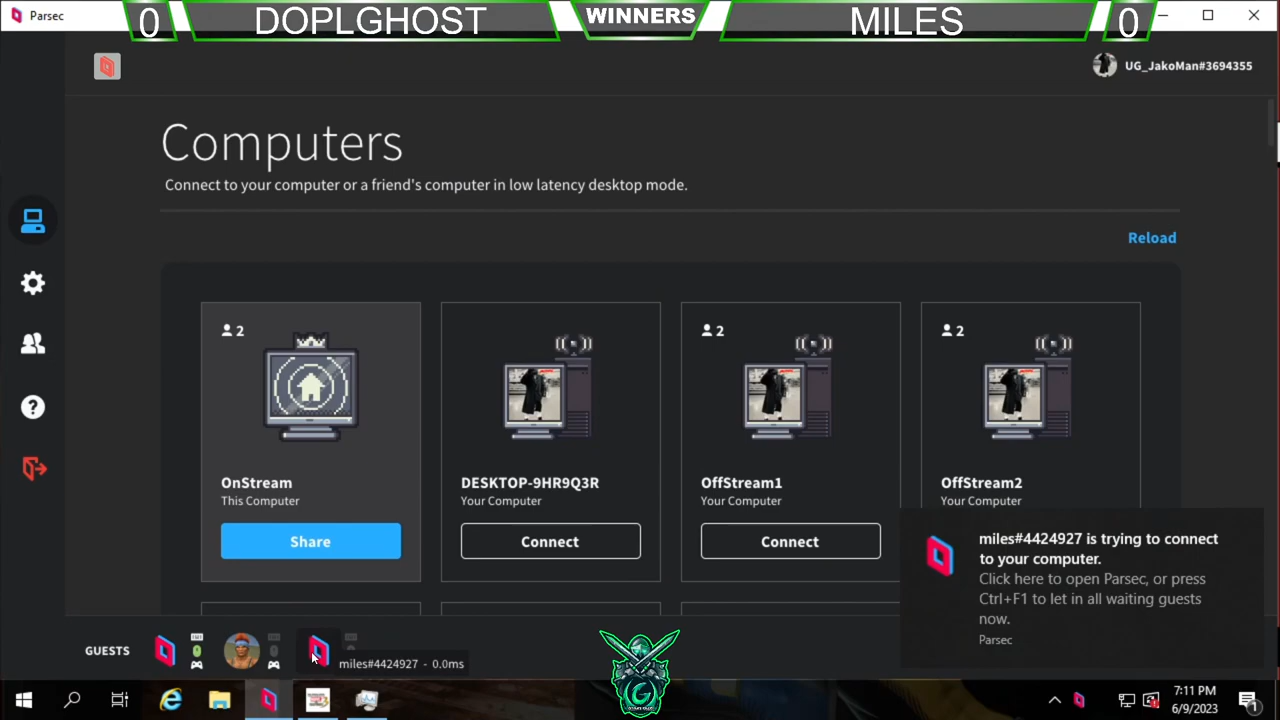 Parsec
0 DOPLGHOST WINNERS MILES 0
UG_JakoMan#3694355
Computers
Connect to your computer or a friend's computer in low latency desktop mode.
Reload
2
OnStream
This Computer
Share
DESKTOP-9HR9Q3R
Your Computer
Connect
2
OffStream1
Your Computer
Connect
2
OffStream2
Your Computer
miles#4424927 is trying to connect
to your computer.
Click here to open Parsec, or press
Ctrl+F1 to let in all waiting guests
now.
Parsec
GUESTS
miles#4424927 - 0.0ms
7:11 PM
6/9/2023
1